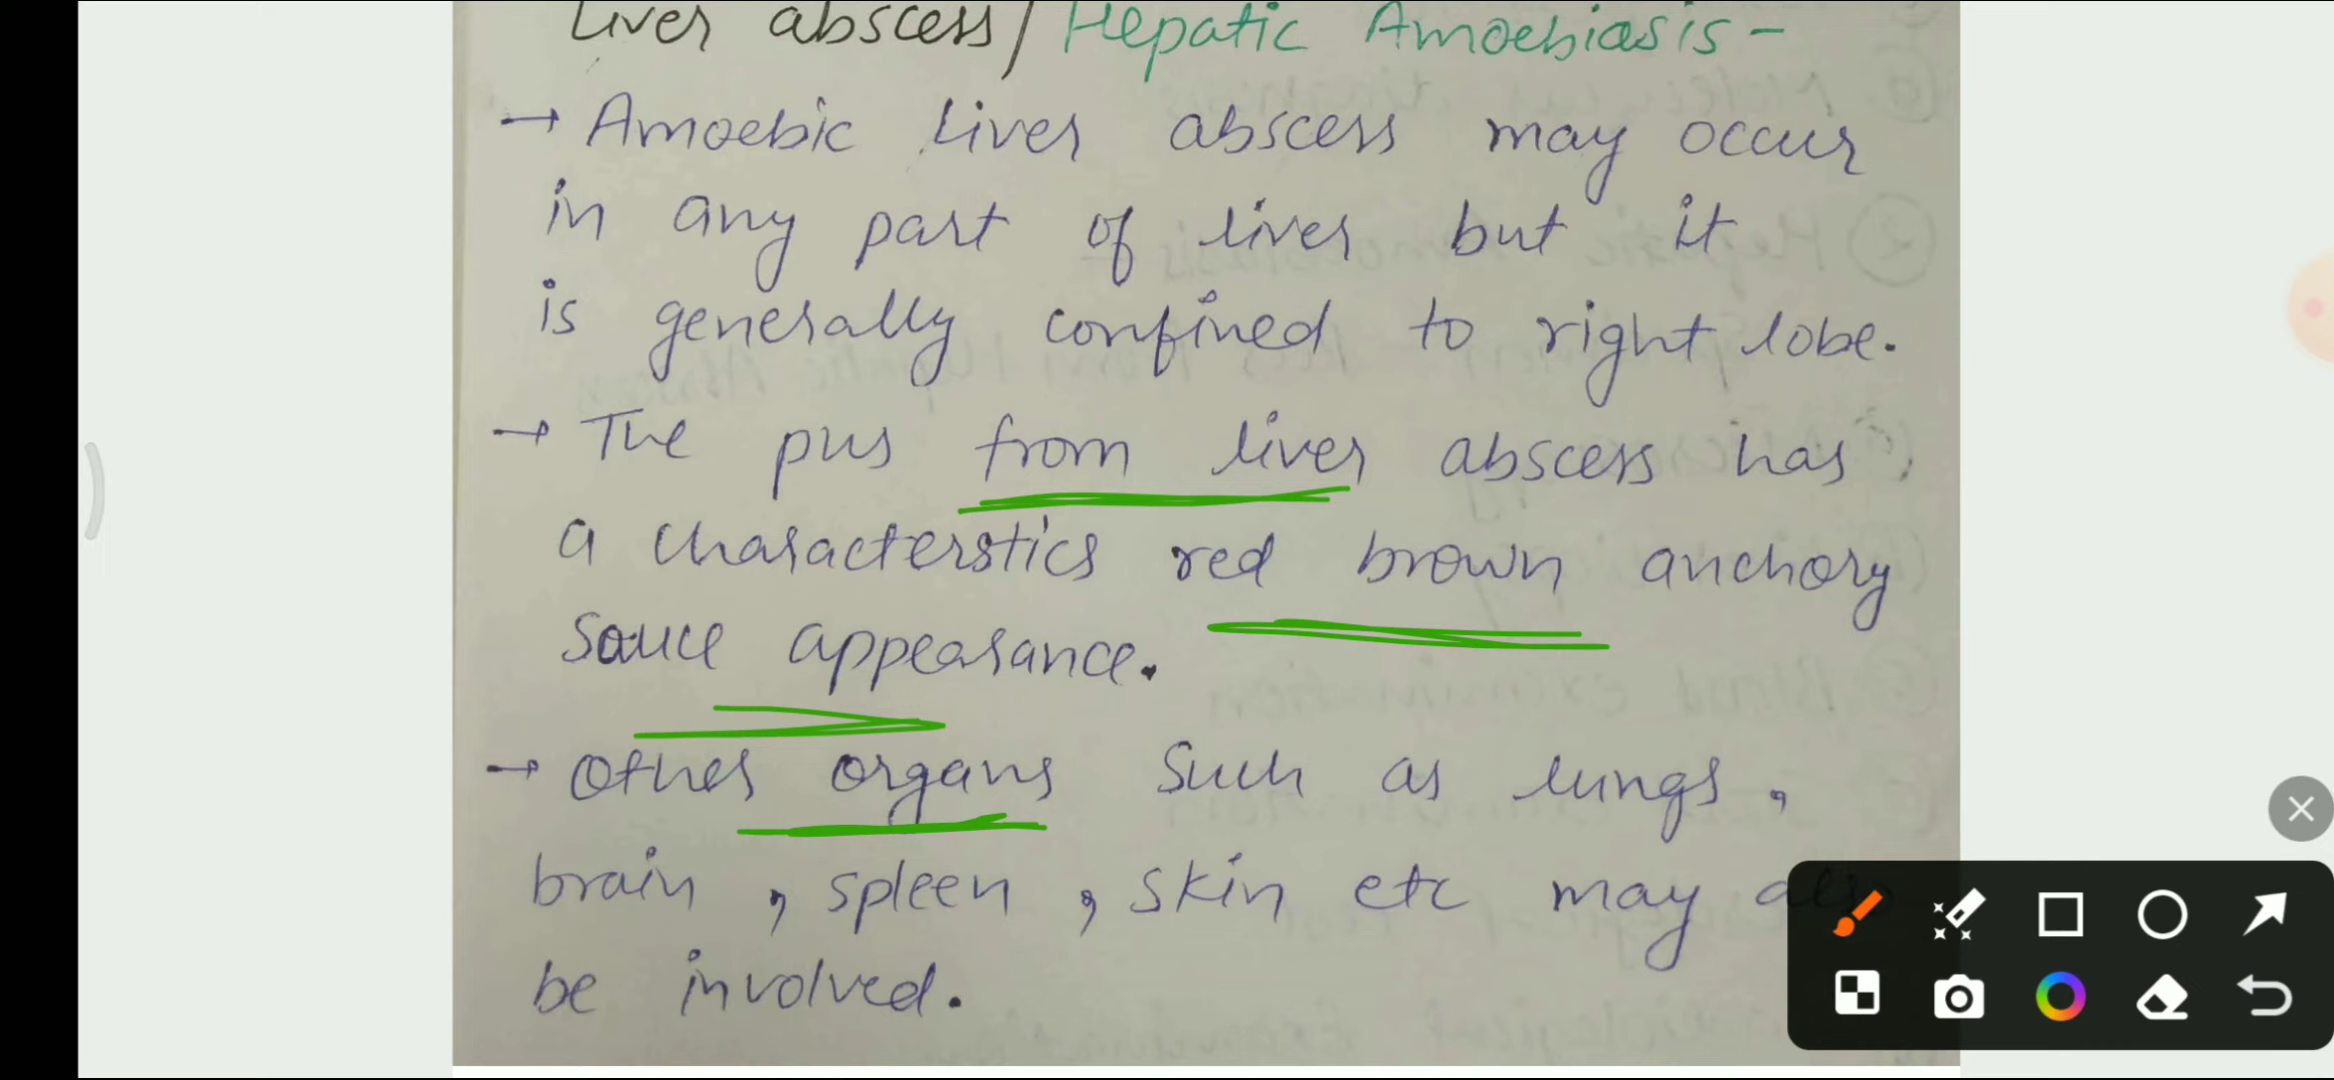 Liver abscess/Hepatic Amoebiasis -
→ Amoebic liver abscess may occur
in any part of liver but it
is generally confined to right lobe.
→ The pus from liver abscess has
a characterstics red brown anchory
sauce appearance.
→ Other organs such as lungs,
brain, spleen, skin etc may also
be involved.